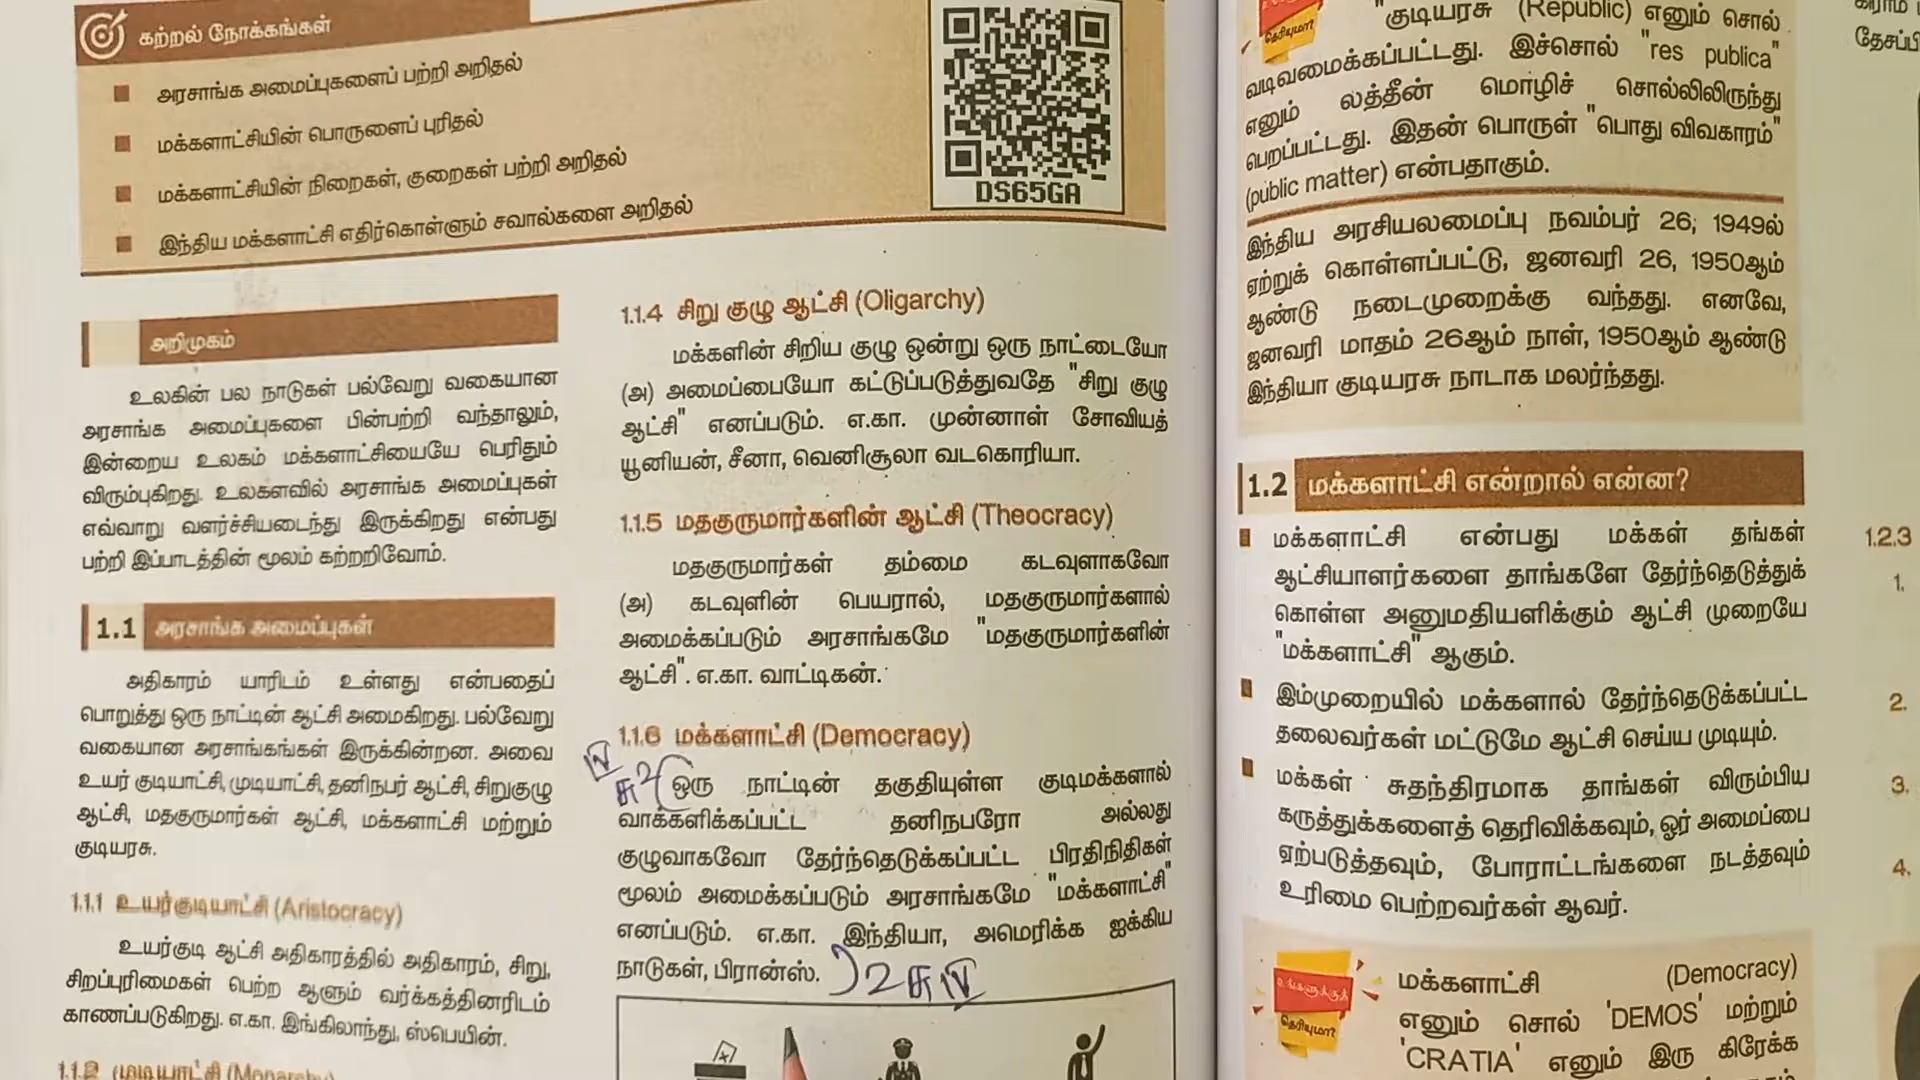 கற்றல் நோக்கங்கள்
அரசாங்க அமைப்புகளைப் பற்றி அறிதல்
மக்களாட்சியின் பொருளைப் புரிதல்
மக்களாட்சியின் நிறைகள், குறைகள் பற்றி அறிதல்
இந்திய மக்களாட்சி எதிர்கொள்ளும் சவால்களை அறிதல்
DS65GA
அறிமுகம்
உலகின் பல நாடுகள் பல்வேறு வகையான
அரசாங்க அமைப்புகளை பின்பற்றி வந்தாலும்,
இன்றைய உலகம் மக்களாட்சியையே பெரிதும்
விரும்புகிறது. உலகளவில் அரசாங்க அமைப்புகள்
எவ்வாறு வளர்ச்சியடைந்து இருக்கிறது என்பது
பற்றி இப்பாடத்தின் மூலம் கற்றறிவோம்.
1.1 அரசாங்க அமைப்புகள்
அதிகாரம் யாரிடம் உள்ளது என்பதைப்
பொறுத்து ஒரு நாட்டின் ஆட்சி அமைகிறது. பல்வேறு
வகையான அரசாங்கங்கள் இருக்கின்றன. அவை
உயர் குடியாட்சி, முடியாட்சி, தனிநபர் ஆட்சி, சிறுகுழு
ஆட்சி, மதகுருமார்கள் ஆட்சி, மக்களாட்சி மற்றும்
குடியரசு.
1.1.1 உயர்குடியாட்சி (Aristocracy)
உயர்குடி ஆட்சி அதிகாரத்தில் அதிகாரம், சிறு,
சிறப்புரிமைகள் பெற்ற ஆளும் வர்க்கத்தினரிடம்
காணப்படுகிறது. எ.கா. இங்கிலாந்து, ஸ்பெயின்.
1.1.2 முடியாட்சி (Monarchy)
1.1.4 சிறு குழு ஆட்சி (Oligarchy)
மக்களின் சிறிய குழு ஒன்று ஒரு நாட்டையோ
(அ) அமைப்பையோ கட்டுப்படுத்துவதே "சிறு குழு
ஆட்சி" எனப்படும். எ.கா. முன்னாள் சோவியத்
யூனியன், சீனா, வெனிசூலா வடகொரியா.
1.1.5 மதகுருமார்களின் ஆட்சி (Theocracy)
மதகுருமார்கள் தம்மை கடவுளாகவோ
(அ) கடவுளின் பெயரால், மதகுருமார்களால்
அமைக்கப்படும் அரசாங்கமே "மதகுருமார்களின்
ஆட்சி". எ.கா. வாட்டிகன்.
1.1.6 மக்களாட்சி (Democracy)
ஒரு நாட்டின் தகுதியுள்ள குடிமக்களால்
வாக்களிக்கப்பட்ட தனிநபரோ அல்லது
குழுவாகவோ தேர்ந்தெடுக்கப்பட்ட பிரதிநிதிகள்
மூலம் அமைக்கப்படும் அரசாங்கமே "மக்களாட்சி"
எனப்படும். எ.கா. இந்தியா, அமெரிக்க ஐக்கிய
நாடுகள், பிரான்ஸ்.
தெரியுமா?
"குடியரசு (Republic) எனும் சொல்
வடிவமைக்கப்பட்டது. இச்சொல் "res publica"
எனும் லத்தீன் மொழிச் சொல்லிலிருந்து
பெறப்பட்டது. இதன் பொருள் "பொது விவகாரம்"
(public matter) என்பதாகும்.
இந்திய அரசியலமைப்பு நவம்பர் 26, 1949ல்
ஏற்றுக் கொள்ளப்பட்டு, ஜனவரி 26, 1950ஆம்
ஆண்டு நடைமுறைக்கு வந்தது. எனவே,
ஜனவரி மாதம் 26ஆம் நாள், 1950ஆம் ஆண்டு
இந்தியா குடியரசு நாடாக மலர்ந்தது.
1.2 மக்களாட்சி என்றால் என்ன?
மக்களாட்சி என்பது மக்கள் தங்கள்
ஆட்சியாளர்களை தாங்களே தேர்ந்தெடுத்துக்
கொள்ள அனுமதியளிக்கும் ஆட்சி முறையே
"மக்களாட்சி" ஆகும்.
இம்முறையில் மக்களால் தேர்ந்தெடுக்கப்பட்ட
தலைவர்கள் மட்டுமே ஆட்சி செய்ய முடியும்.
மக்கள் சுதந்திரமாக தாங்கள் விரும்பிய
கருத்துக்களைத் தெரிவிக்கவும், ஓர் அமைப்பை
ஏற்படுத்தவும், போராட்டங்களை நடத்தவும்
உரிமை பெற்றவர்கள் ஆவர்.
உங்களுக்குத்
தெரியுமா?
மக்களாட்சி (Democracy)
எனும் சொல் 'DEMOS' மற்றும்
'CRATIA' எனும் இரு கிரேக்க
1.2.3
1.
2.
3.
4.